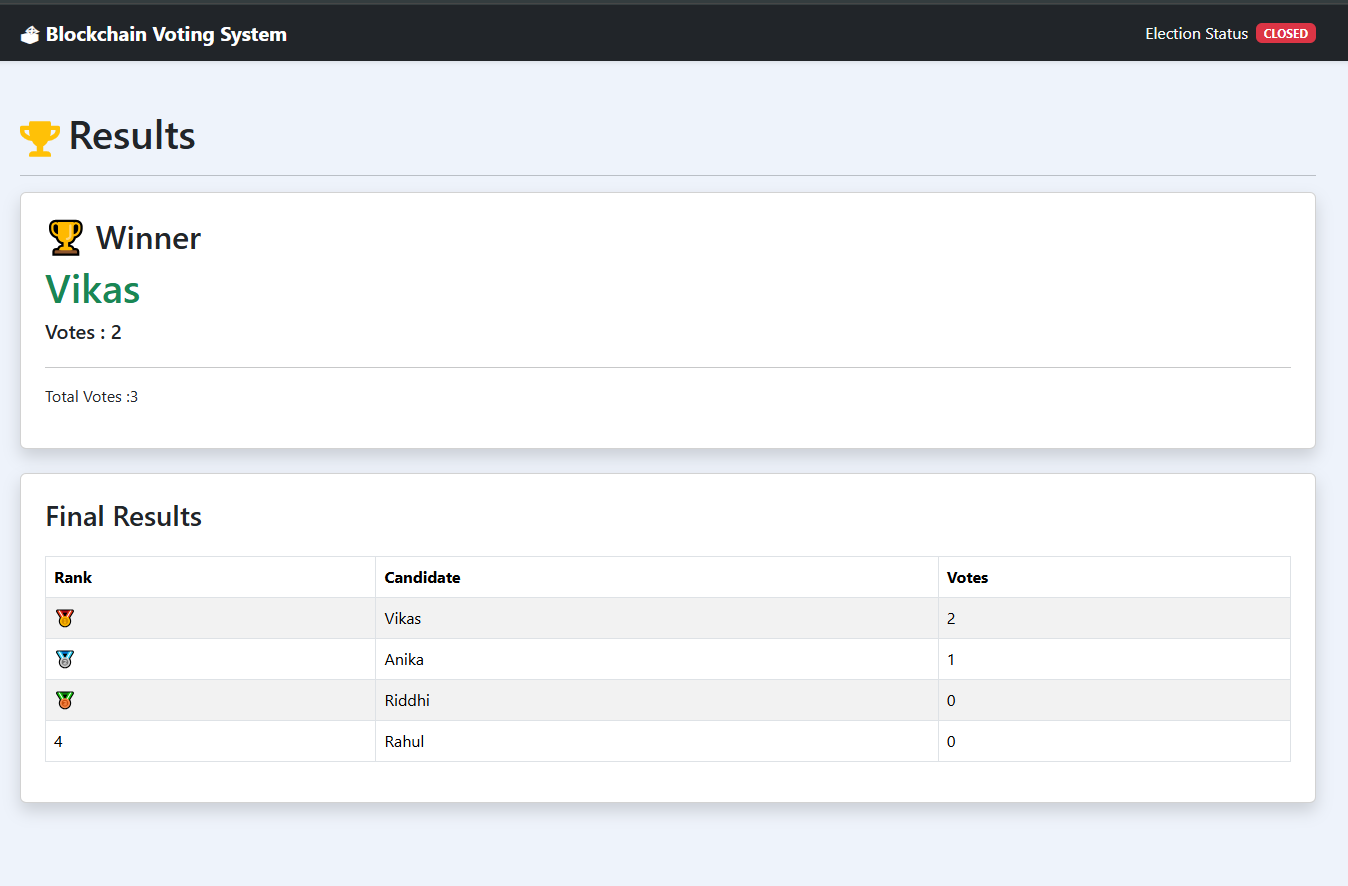 Blockchain Voting System
Election Status CLOSED
Results
Winner
Vikas
Votes : 2
Total Votes :3
Final Results
Rank Candidate Votes
Vikas 2
Anika 1
Riddhi 0
4 Rahul 0